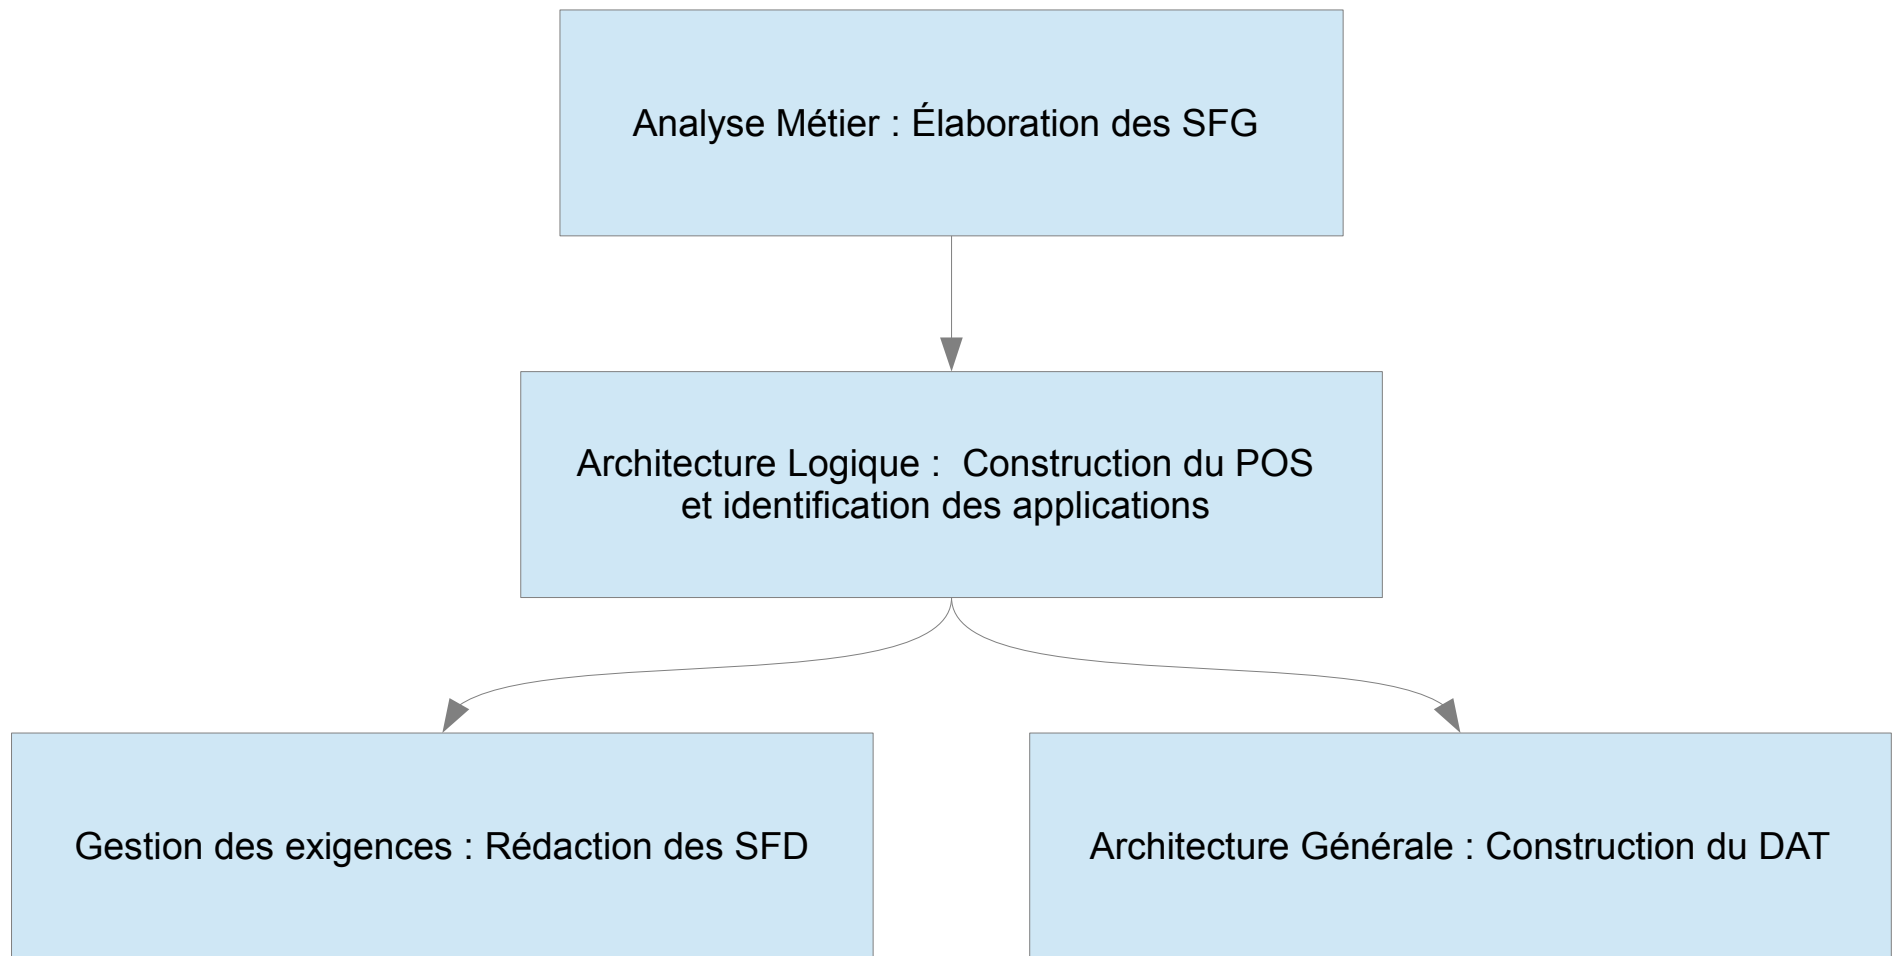 Analyse Métier : Élaboration des SFG
Architecture Logique :  Construction du POS
et identification des applications
Gestion des exigences : Rédaction des SFD
Architecture Générale : Construction du DAT